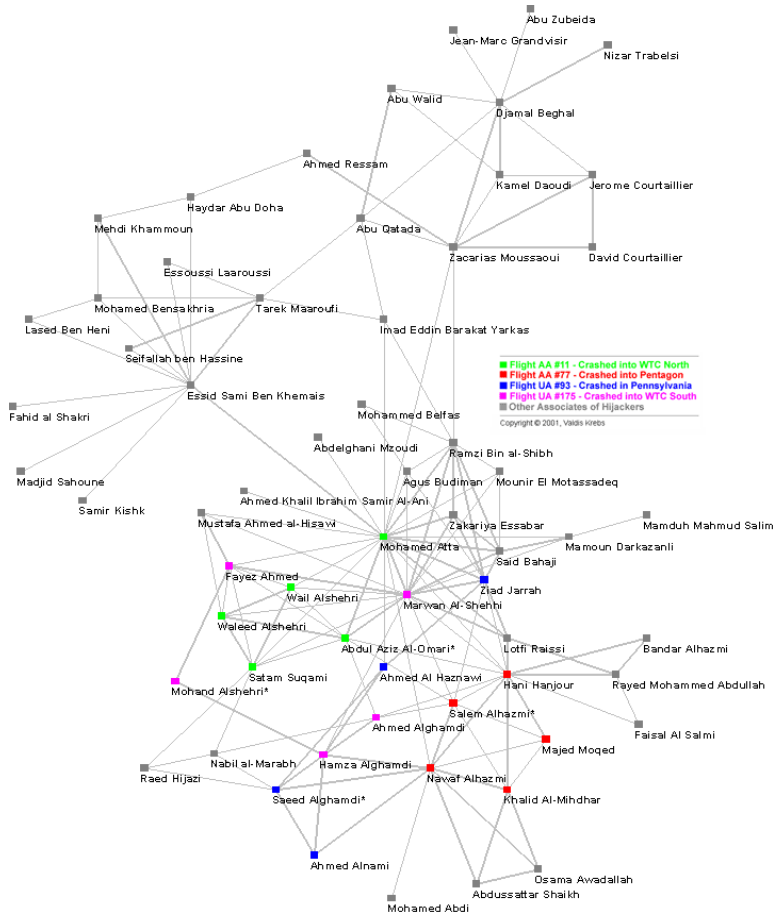 Abu Zubeida
Jean-Marc Grandvisir
Nizar Trabelsi
Abu Walid
Djamal Beghal
Ahmed Ressam
Kamel Daoudi
Jerome Courtaillier
Haydar Abu Doha
Mehdi Khammoun
Abu Qatada
Essoussi Laaroussi
Zacarias Moussaoui
David Courtaillier
Mohamed Bensakhria
Tarek Maaroufi
Lased Ben Heni
Imad Eddin Barakat Yarkas
Seifallah ben Hassine
Flight AA #11 - Crashed into WTC North
Flight AA #77 - Crashed into Pentagon
Flight UA #93 - Crashed in Pennsylvania
Flight UA #175 - Crashed into WTC South
Other Associates of Hijackers
Copyright © 2001, Valdis Krebs
Essid Sami Ben Khemais
Fahid al Shakri
Mohammed Belfas
Abdelghani Mzoudi
Ramzi Bin al-Shibh
Madjid Sahoune
Agus Budiman
Mounir El Motassadeq
Samir Kishk
Ahmed Khalil Ibrahim Samir Al-Ani
Mustafa Ahmed al-Hisawi
Zakariya Essabar
Mamduh Mahmud Salim
Mohamed Atta
Mamoun Darkazanli
Said Bahaji
Fayez Ahmed
Ziad Jarrah
Wail Alshehri
Marwan Al-Shehhi
Waleed Alshehri
Abdul Aziz Al-Omari*
Lotfi Raissi
Bandar Alhazmi
Satam Suqami
Ahmed Al Haznawi
Hani Hanjour
Rayed Mohammed Abdullah
Mohand Alshehri*
Salem Alhazmi*
Ahmed Alghamdi
Faisal Al Salmi
Majed Moqed
Nabil al-Marabh
Hamza Alghamdi
Raed Hijazi
Nawaf Alhazmi
Saeed Alghamdi*
Khalid Al-Mihdhar
Ahmed Alnami
Osama Awadallah
Abdussattar Shaikh
Mohamed Abdi